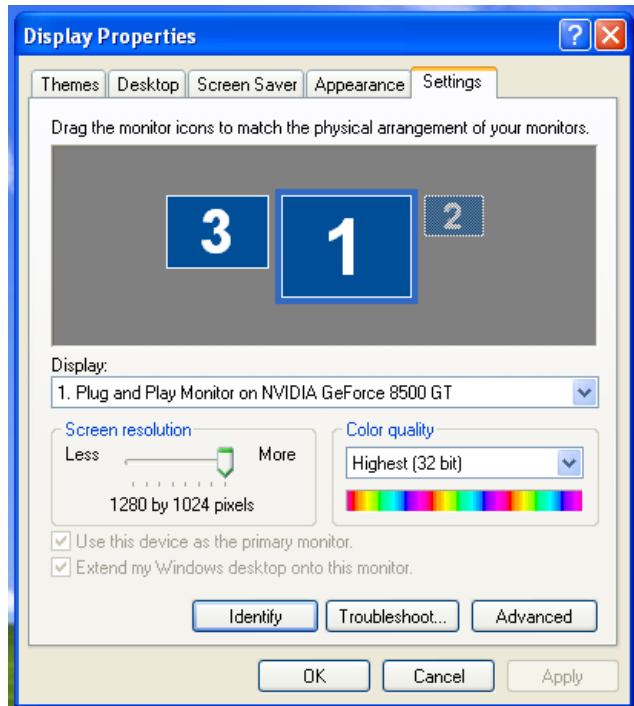 Display Properties
Themes Desktop Screen Saver Appearance Settings
Drag the monitor icons to match the physical arrangement of your monitors.
3 1 2
Display:
1. Plug and Play Monitor on NVIDIA GeForce 8500 GT
Screen resolution
Less More
1280 by 1024 pixels
Color quality
Highest (32 bit)
Use this device as the primary monitor.
Extend my Windows desktop onto this monitor.
Identify Troubleshoot... Advanced
OK Cancel Apply